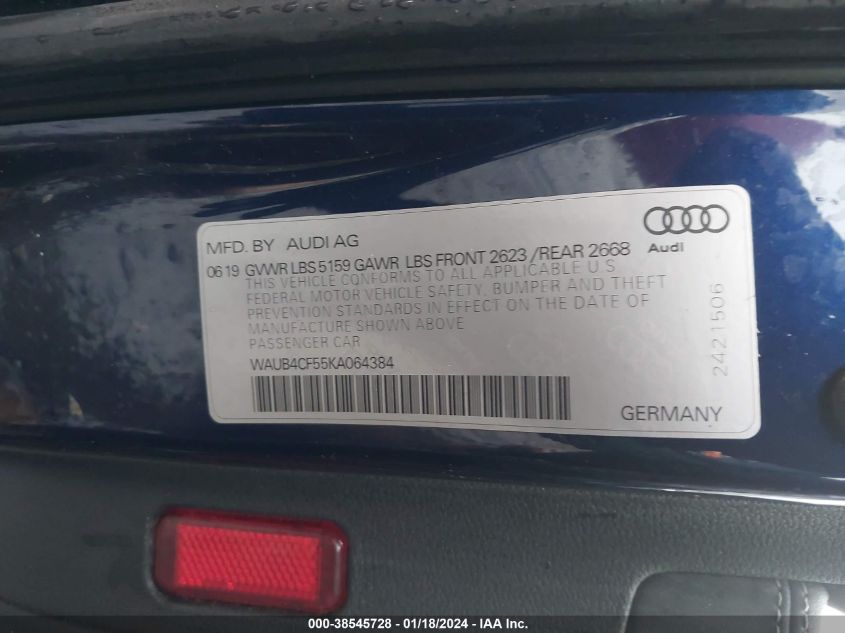 MFD. BY AUDI AG
Audi
06 19 GVWR LBS 5159 GAWR LBS FRONT 2623 /REAR 2668
THIS VEHICLE CONFORMS TO ALL APPLICABLE U.S.
FEDERAL MOTOR VEHICLE SAFETY, BUMPER AND THEFT
PREVENTION STANDARDS IN EFFECT ON THE DATE OF
MANUFACTURE SHOWN ABOVE
PASSENGER CAR
WAUB4CF55KA064384
2421506
GERMANY
000-38545728 - 01/18/2024 - IAA Inc.